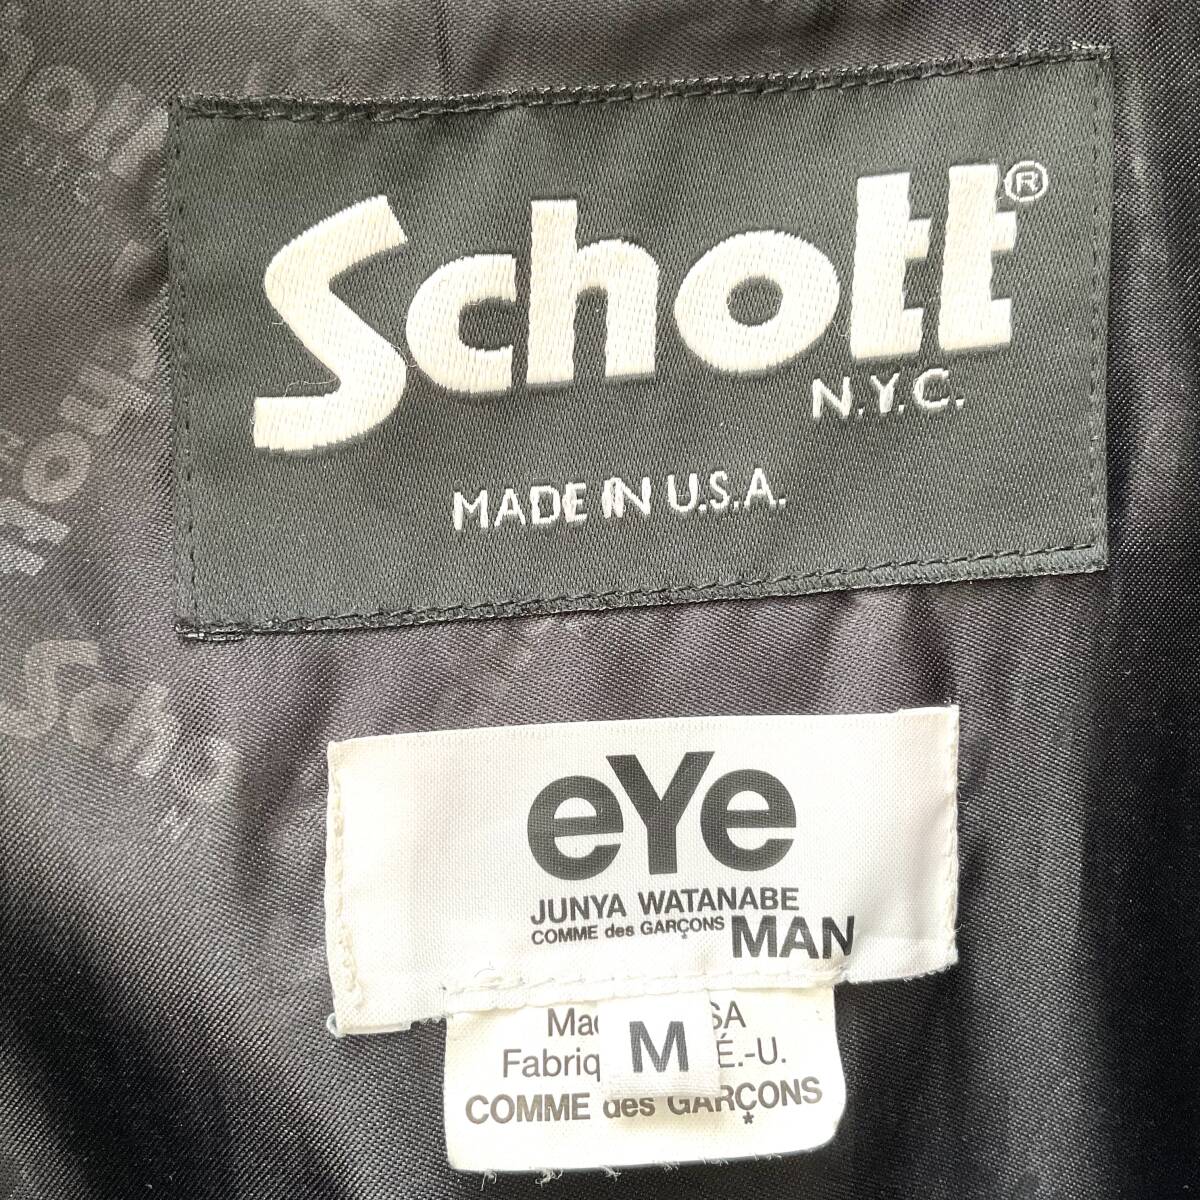 Schott®
N.Y.C.
MADE IN U.S.A.
eYe
JUNYA WATANABE
COMME des GARÇONS MAN
M
COMME des GARÇONS
*